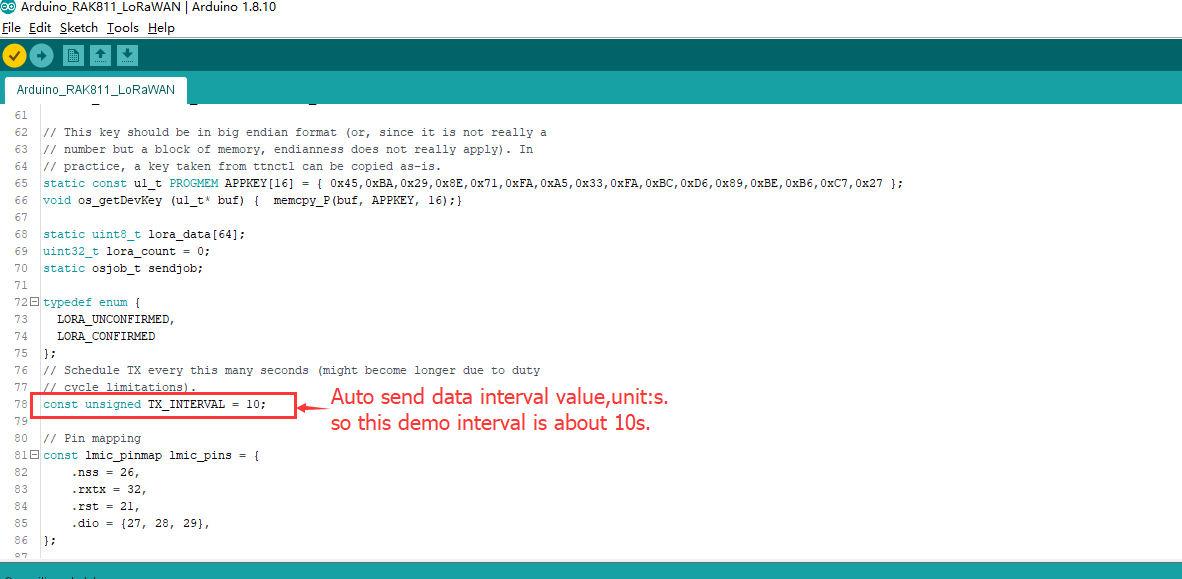 Arduino_RAK811_LoRaWAN | Arduino 1.8.10
File Edit Sketch Tools Help
Arduino_RAK811_LoRaWAN
61
62 // This key should be in big endian format (or, since it is not really a
63 // number but a block of memory, endianness does not really apply). In
64 // practice, a key taken from ttnctl can be copied as-is.
65 static const u1_t PROGMEM APPKEY[16] = { 0x45,0xBA,0x29,0x8E,0x71,0xFA,0xA5,0x33,0xFA,0xBC,0xD6,0x89,0xBE,0xB6,0xC7,0x27 };
66 void os_getDevKey (u1_t* buf) {  memcpy_P(buf, APPKEY, 16);}
67
68 static uint8_t lora_data[64];
69 uint32_t lora_count = 0;
70 static osjob_t sendjob;
71
72 typedef enum {
73 LORA_UNCONFIRMED,
74 LORA_CONFIRMED
75 };
76 // Schedule TX every this many seconds (might become longer due to duty
77 // cycle limitations).
78 const unsigned TX_INTERVAL = 10;
Auto send data interval value,unit:s.
so this demo interval is about 10s.
79
80 // Pin mapping
81 const lmic_pinmap lmic_pins = {
82 .nss = 26,
83 .rxtx = 32,
84 .rst = 21,
85 .dio = {27, 28, 29},
86 };
87